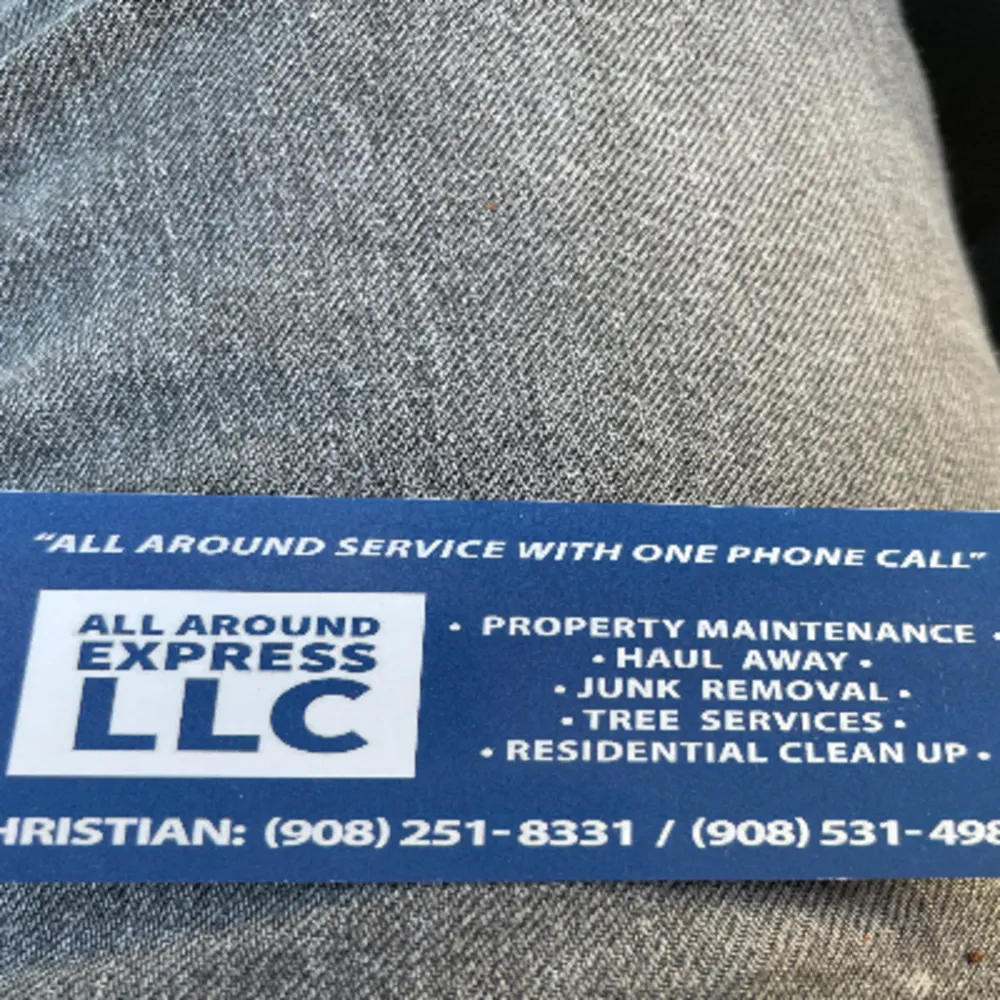 "ALL AROUND SERVICE WITH ONE PHONE CALL"
ALL AROUND
EXPRESS
LLC
• PROPERTY MAINTENANCE •
• HAUL AWAY •
• JUNK REMOVAL •
• TREE SERVICES •
• RESIDENTIAL CLEAN UP •
HRISTIAN: (908) 251-8331 / (908) 531-498